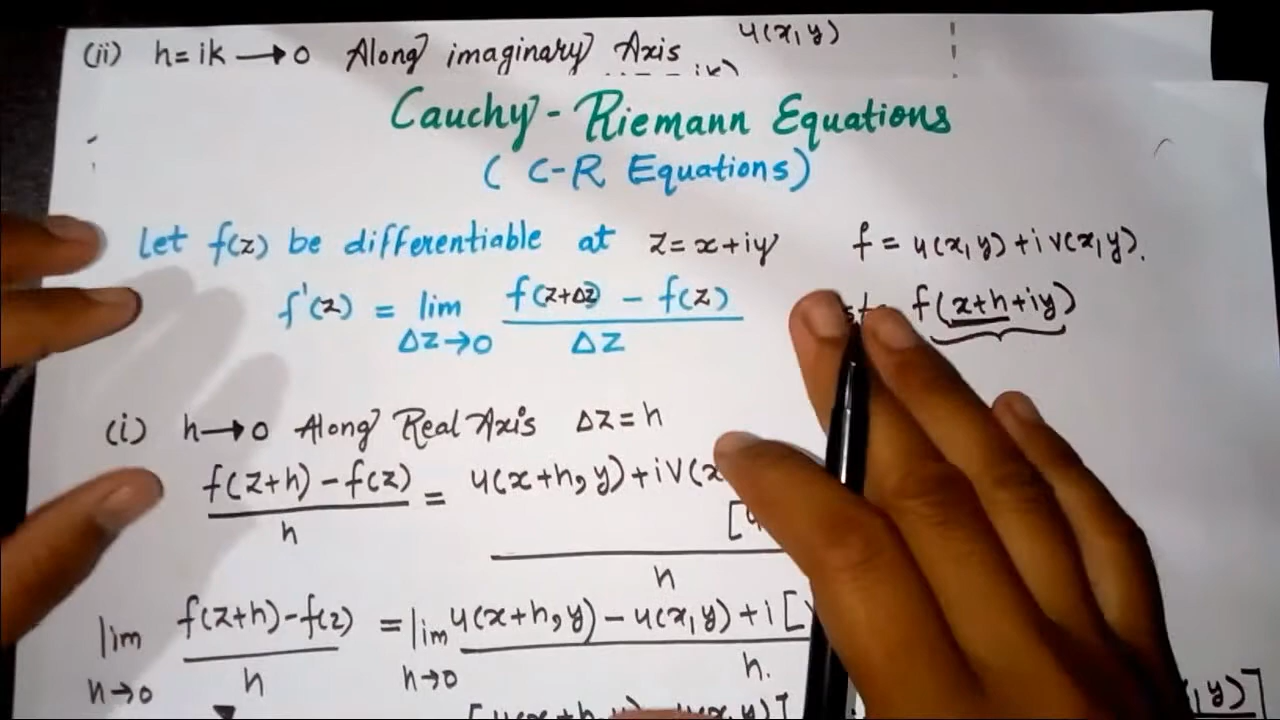 (ii) h = ik → 0 Along imaginary Axis u(x,y)
Cauchy - Riemann Equations
( C-R Equations)
Let f(z) be differentiable at z = x+iy f = u(x,y) + i v(x,y).
f'(z) = lim Δz→0 f(z+Δz) - f(z) / Δz f(x+h+iy)
(i) h→0 Along Real Axis Δz = h
f(z+h) - f(z) / h = u(x+h,y) + iv(x [u / h
lim h→0 f(z+h) - f(z) / h = lim h→0 u(x+h,y) - u(x,y) + i [v / h.
,y)]